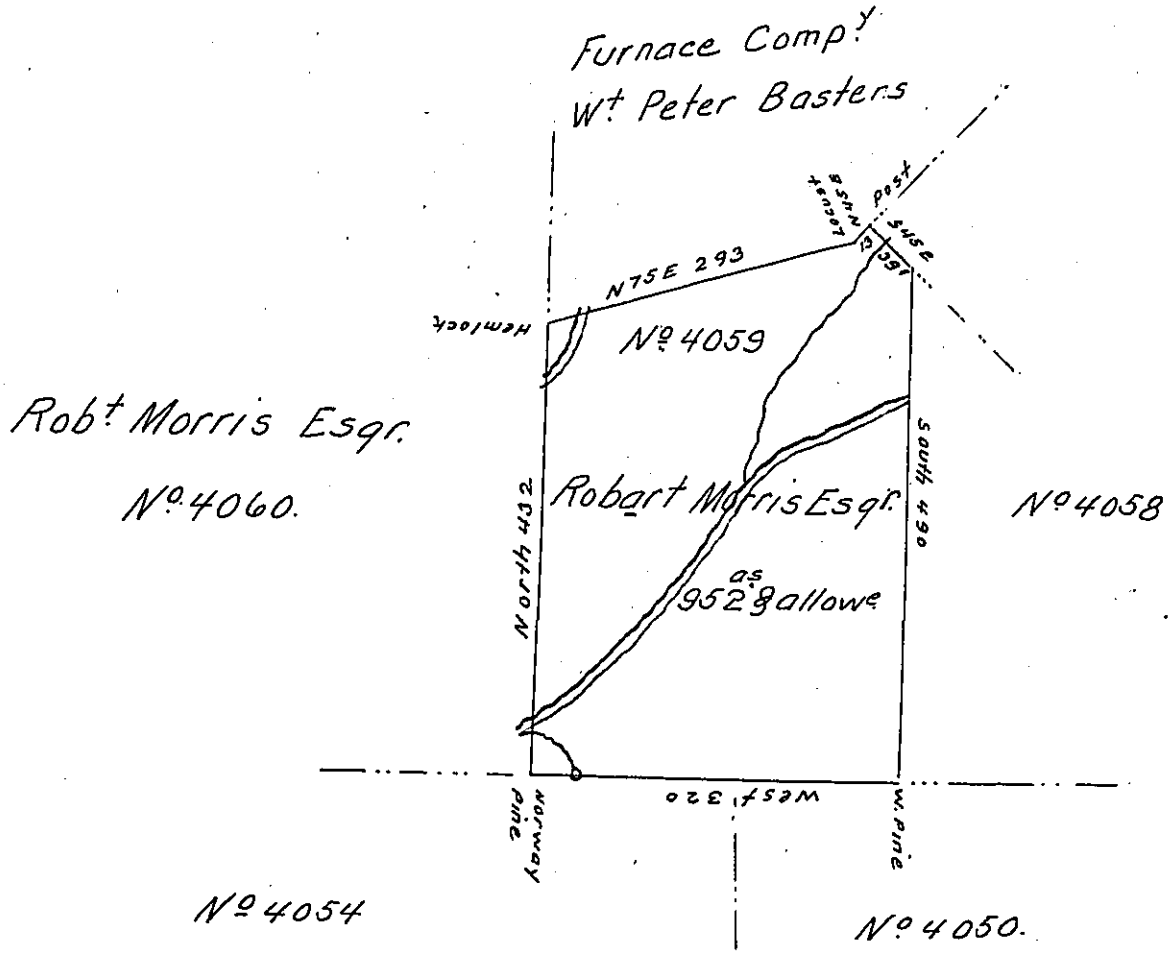 Furnace Comp.y
Wt. Peter Basters
Post
Locust
N45E
13
S45E
39
N75E 293
Hemlock
No. 4059
Robt. Morris Esqr.
No. 4060.
North 432
Robart Morris Esqr.
South 490
No 4058
as
952.8 allowe
West 320
Norway
Pine
W. Pine
No 4054
No 4050.